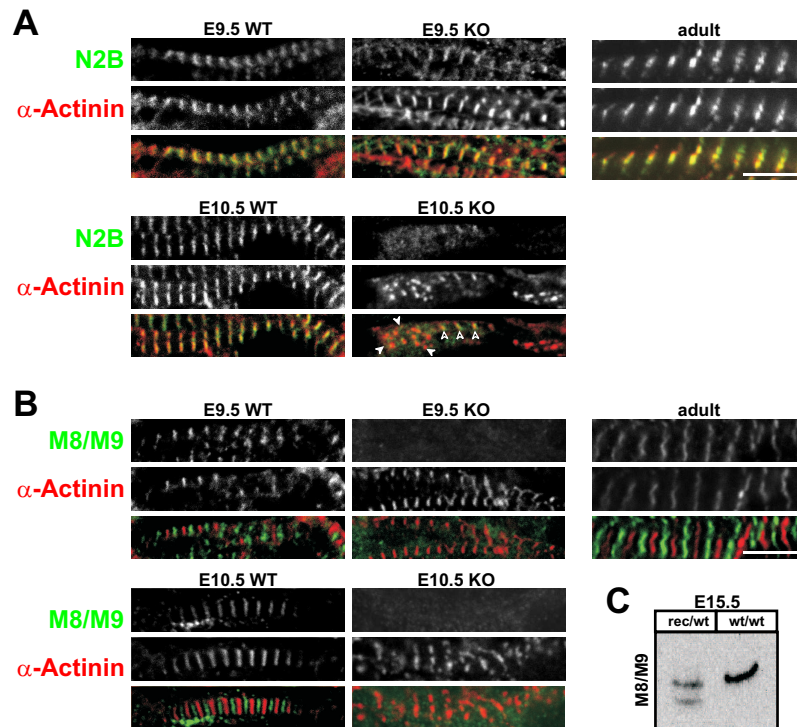 A
E9.5 WT
E9.5 KO
adult
N2B
α-Actinin
E10.5 WT
E10.5 KO
N2B
α-Actinin
B
E9.5 WT
E9.5 KO
adult
M8/M9
α-Actinin
E10.5 WT
E10.5 KO
M8/M9
α-Actinin
C
E15.5
rec/wt
wt/wt
M8/M9